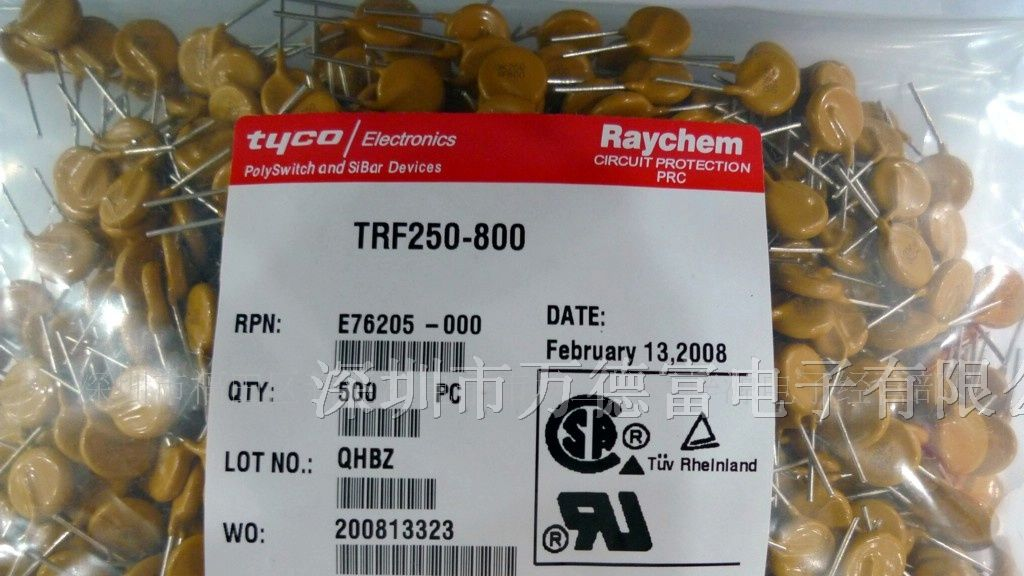 tyco / Electronics
PolySwitch and SiBar Devices
Raychem
CIRCUIT PROTECTION
PRC
TRF250-800
RPN: E76205-000
DATE:
February 13,2008
QTY: 500 PC
LOT NO.: QHBZ
WO: 200813323
SA ®
Tüv Rheinland
® UR
深圳市万德富电子有限公